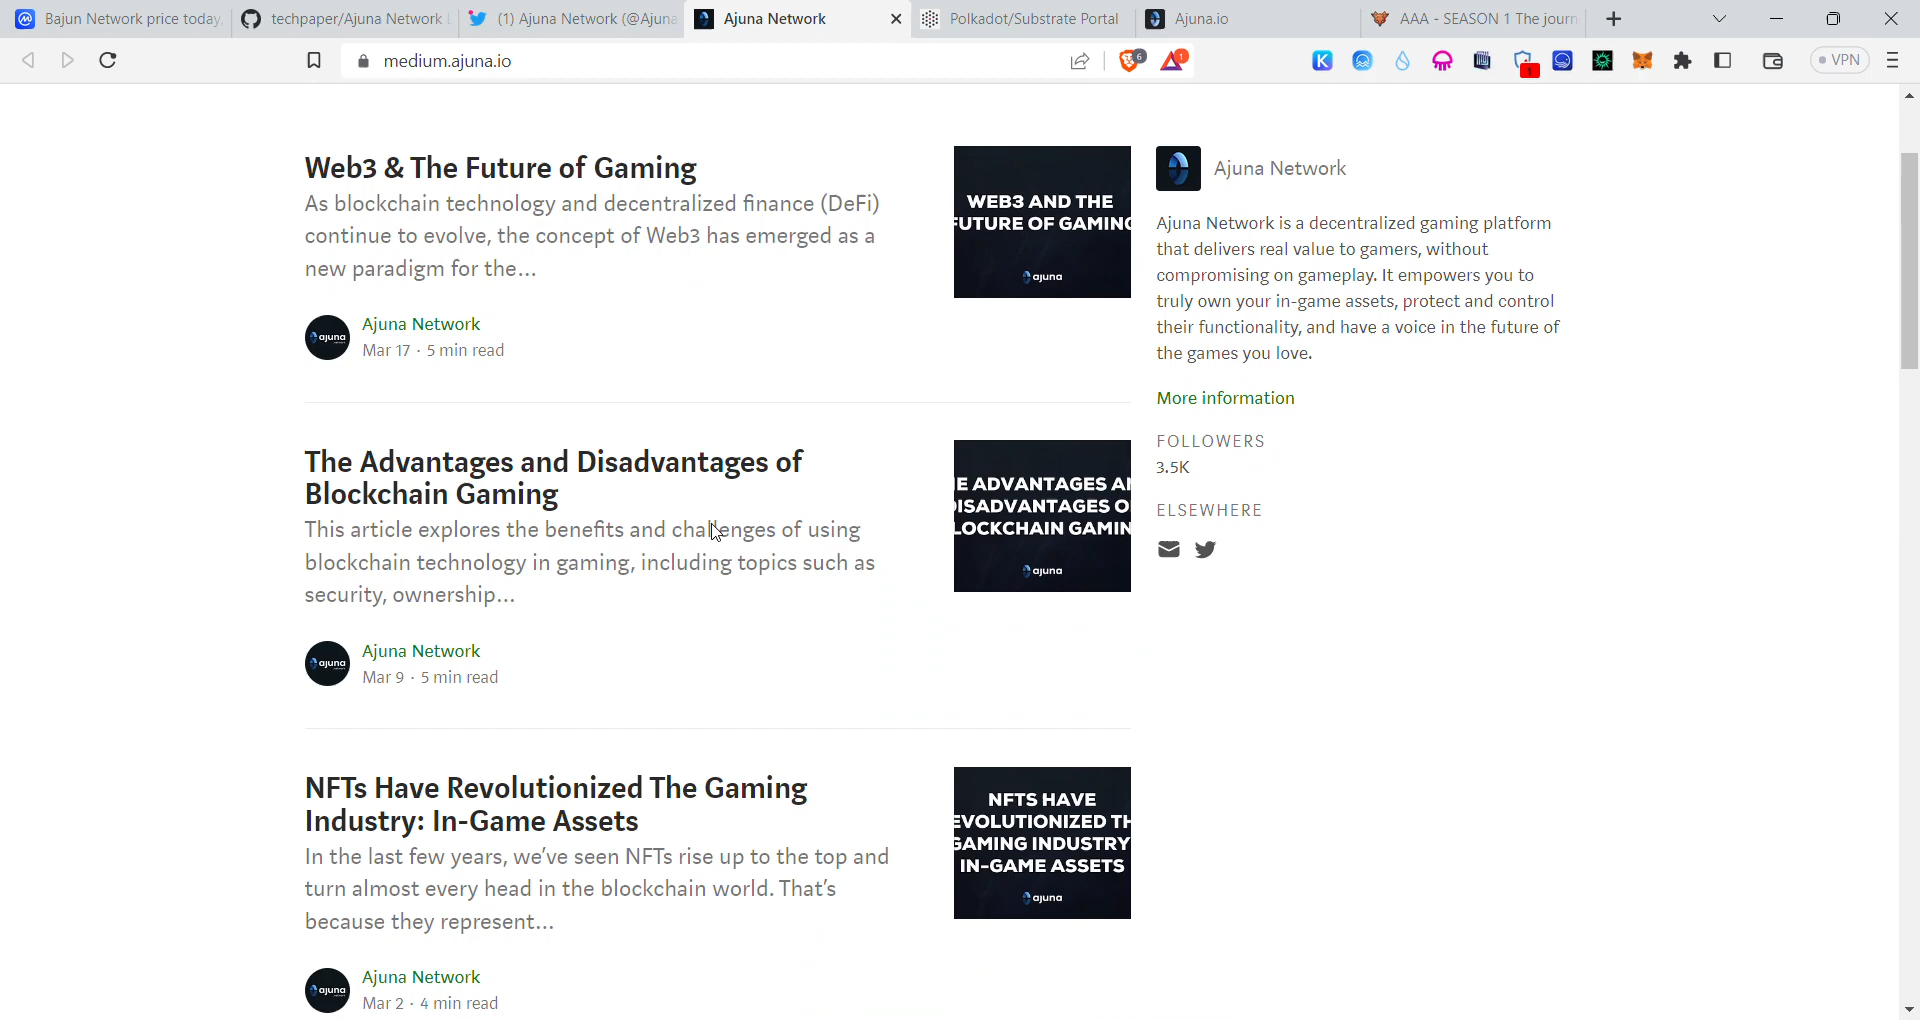 Bajun Network price today,
techpaper/Ajuna Network
(1) Ajuna Network (@Ajuna
Ajuna Network
Polkadot/Substrate Portal
Ajuna.io
AAA - SEASON 1 The journ
medium.ajuna.io
6
1
K
1
VPN
Web3 & The Future of Gaming
As blockchain technology and decentralized finance (DeFi)
continue to evolve, the concept of Web3 has emerged as a
new paradigm for the...
Ajuna Network
Mar 17 · 5 min read
WEB3 AND THE
FUTURE OF GAMING
ajuna
ajuna
The Advantages and Disadvantages of
Blockchain Gaming
This article explores the benefits and challenges of using
blockchain technology in gaming, including topics such as
security, ownership...
Ajuna Network
Mar 9 · 5 min read
E ADVANTAGES AN
DISADVANTAGES O
LOCKCHAIN GAMIN
ajuna
ajuna
NFTs Have Revolutionized The Gaming
Industry: In-Game Assets
In the last few years, we've seen NFTs rise up to the top and
turn almost every head in the blockchain world. That's
because they represent...
Ajuna Network
Mar 2 · 4 min read
NFTS HAVE
EVOLUTIONIZED TH
GAMING INDUSTRY
IN-GAME ASSETS
ajuna
ajuna
Ajuna Network
Ajuna Network is a decentralized gaming platform
that delivers real value to gamers, without
compromising on gameplay. It empowers you to
truly own your in-game assets, protect and control
their functionality, and have a voice in the future of
the games you love.
More information
FOLLOWERS
3.5K
ELSEWHERE